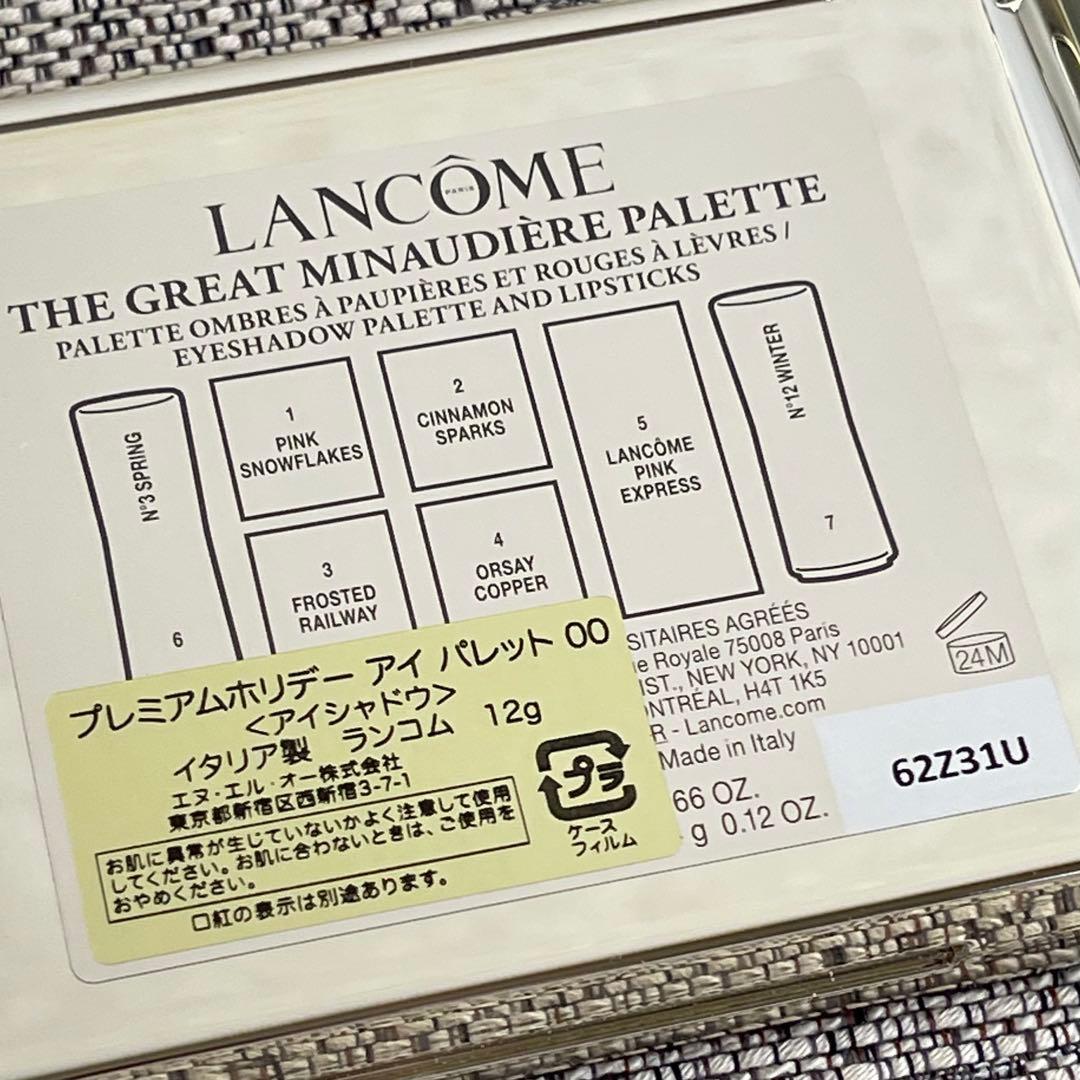 LANCÔME
PARIS
THE GREAT MINAUDIÈRE PALETTE
PALETTE OMBRES À PAUPIÈRES ET ROUGES À LÈVRES /
EYESHADOW PALETTE AND LIPSTICKS
N°3 SPRING
6
1
PINK
SNOWFLAKES
2
CINNAMON
SPARKS
3
FROSTED
RAILWAY
4
ORSAY
COPPER
5
LANCÔME
PINK
EXPRESS
N°12 WINTER
7
SITAIRES AGRÉÉS
ie Royale 75008 Paris
IST., NEW YORK, NY 10001
NTRÉAL, H4T 1K5
R - Lancome.com
Made in Italy
66 OZ.
g 0.12 OZ.
24M
62Z31U
プレミアムホリデー アイ パレット 00
<アイシャドウ>
イタリア製 ランコム 12g
エヌ・エル・オー株式会社
東京都新宿区西新宿3-7-1
お肌に異常が生じていないかよく注意して使用
してください。お肌に合わないときは、ご使用を
おやめください。
口紅の表示は別途あります。
プラ
ケース
フィルム